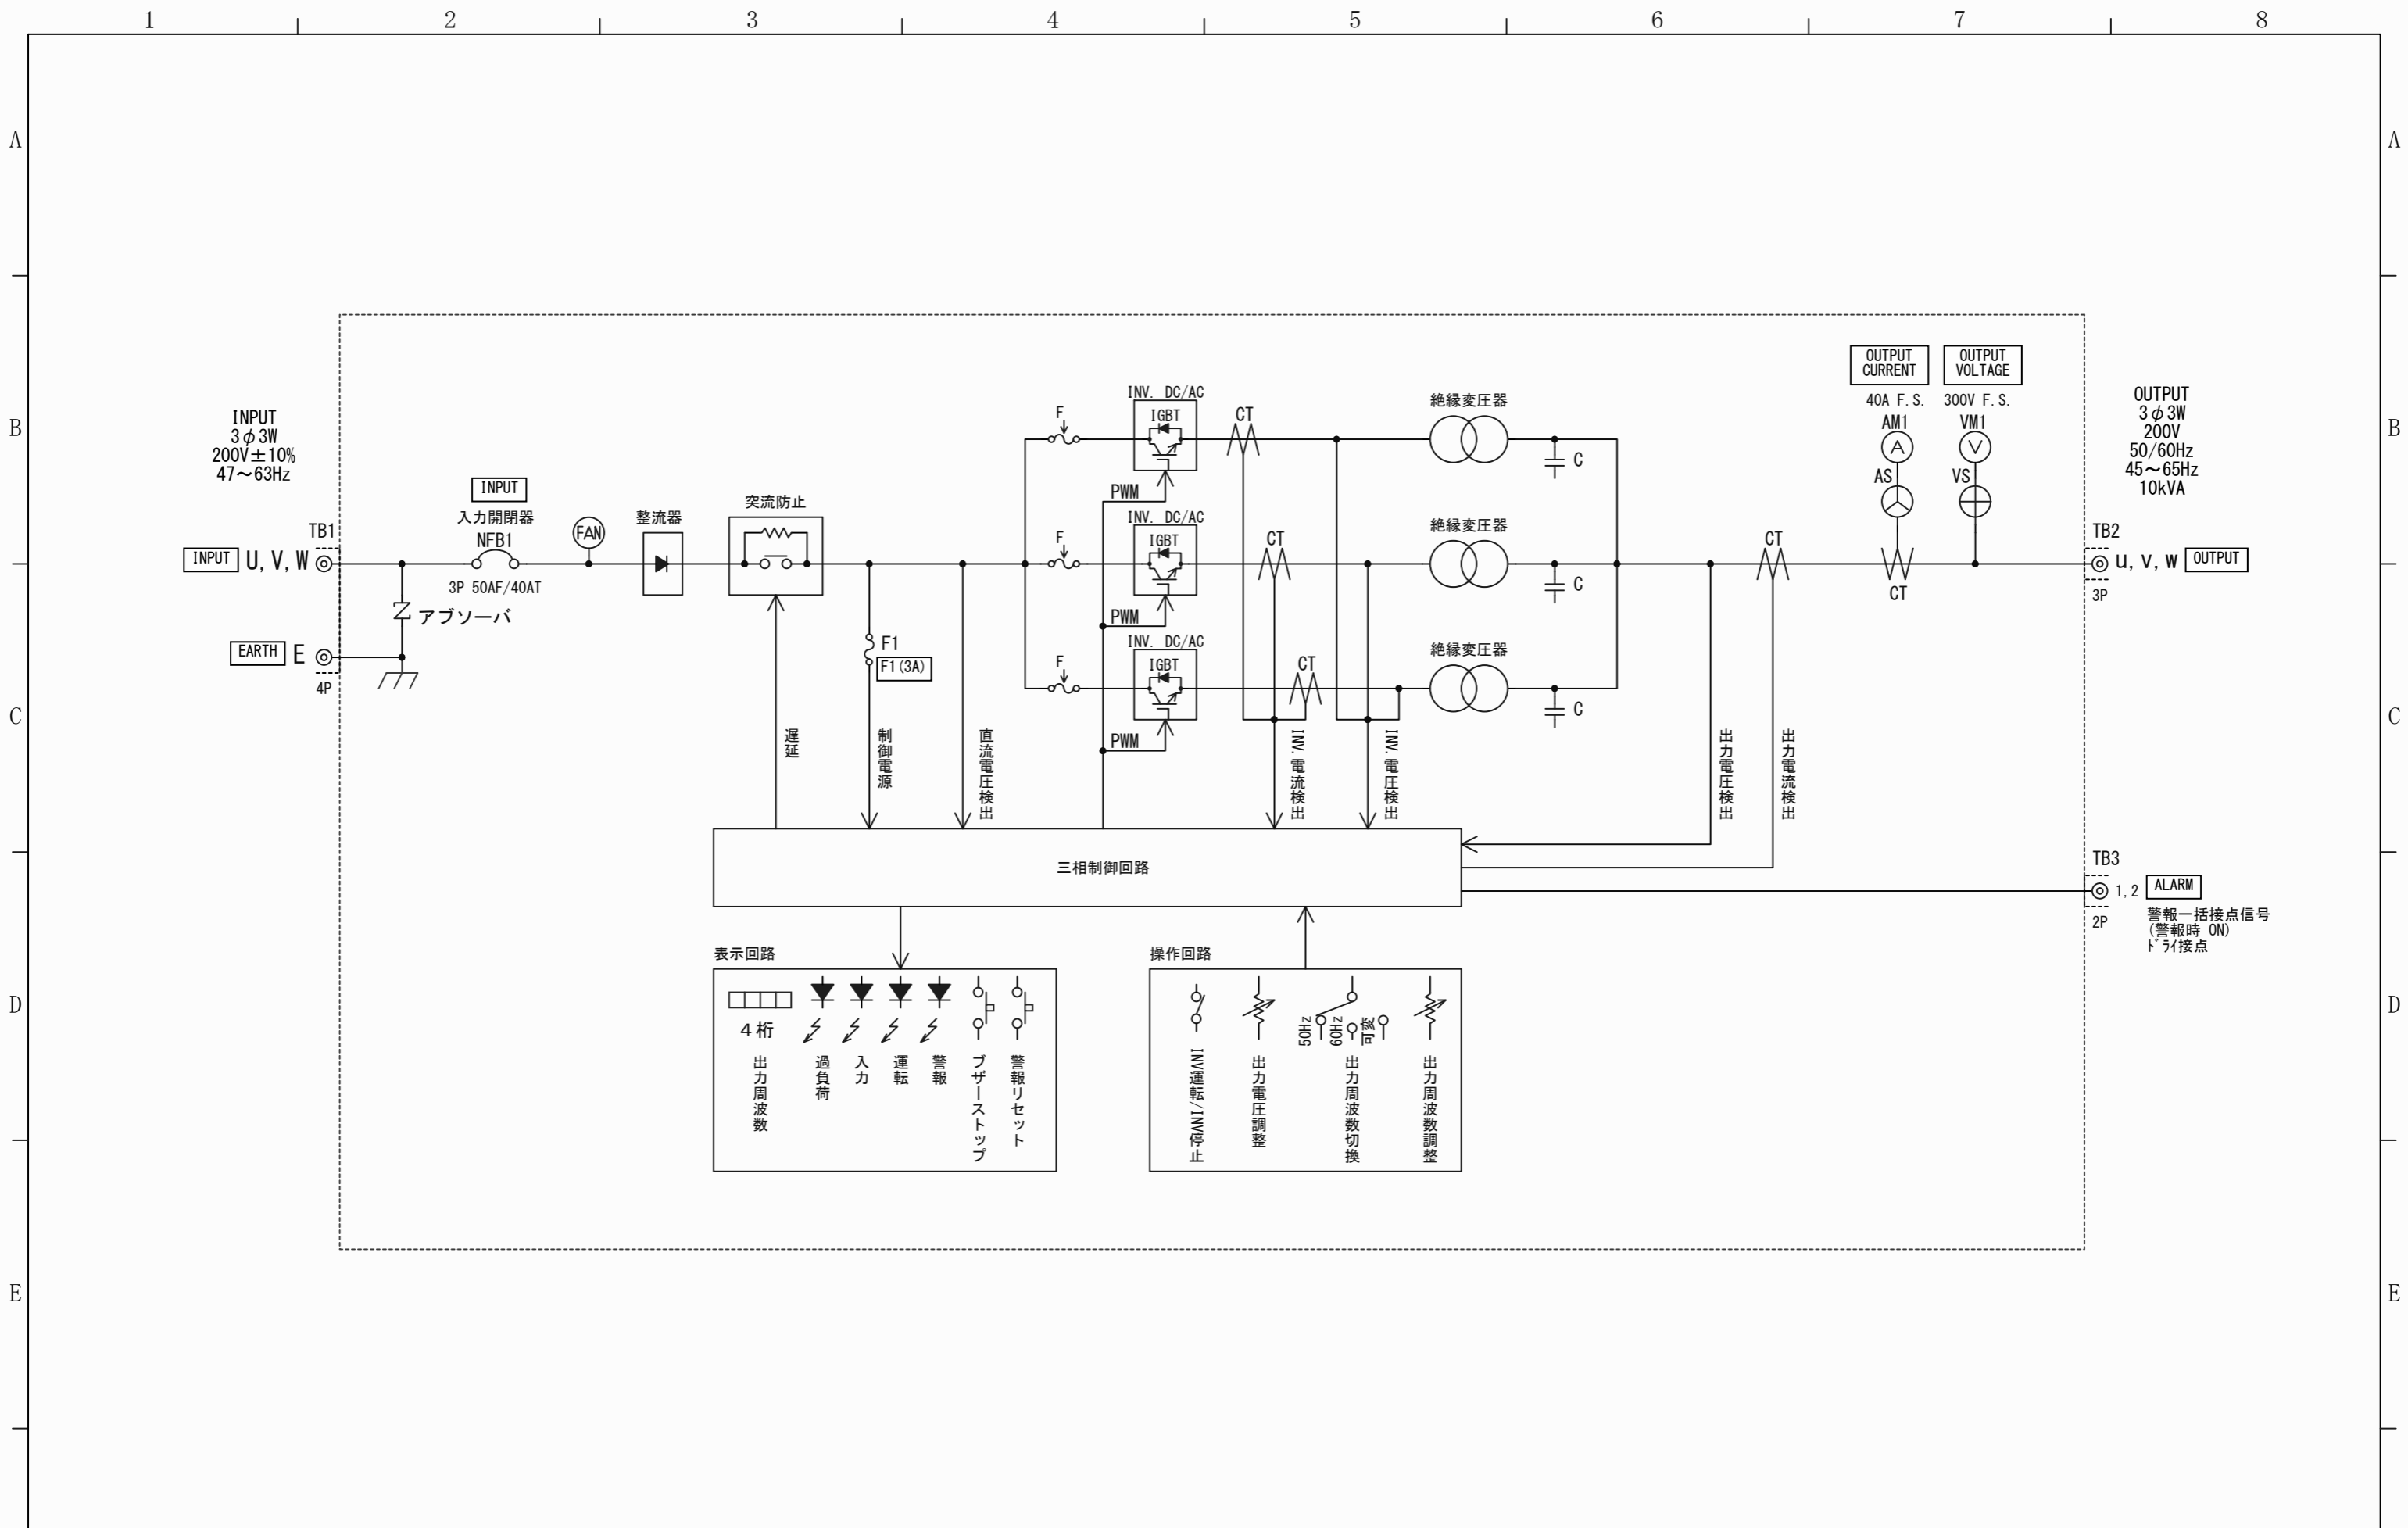 1 2 3 4 5 6 7 8
A A
B B
C C
D D
E E
INPUT
3φ3W
200V±10%
47～63Hz
INPUT
入力開閉器
NFB1
3P 50AF/40AT
FAN
整流器
突流防止
TB1
INPUT U, V, W
EARTH E
4P
アブソーバ
F1
F1(3A)
遅延
制御電源
直流電圧検出
F
INV. DC/AC
IGBT
CT
絶縁変圧器
C
PWM
F
INV. DC/AC
IGBT
CT
絶縁変圧器
C
PWM
F
INV. DC/AC
IGBT
CT
絶縁変圧器
C
PWM
INV.電流検出
INV.電圧検出
出力電圧検出
出力電流検出
CT
OUTPUT
CURRENT
40A F.S.
AM1
A
AS
CT
OUTPUT
VOLTAGE
300V F.S.
VM1
V
VS
OUTPUT
3φ3W
200V
50/60Hz
45～65Hz
10kVA
TB2
U, V, W OUTPUT
3P
三相制御回路
TB3
1, 2 ALARM
2P
警報一括接点信号
(警報時 ON)
ﾄﾞﾗｲ接点
表示回路
4桁
出力周波数
過負荷
入力
運転
警報
ブザーストップ
警報リセット
操作回路
INV運転/INV停止
出力電圧調整
50Hz
60Hz
可変
出力周波数切換
出力周波数調整